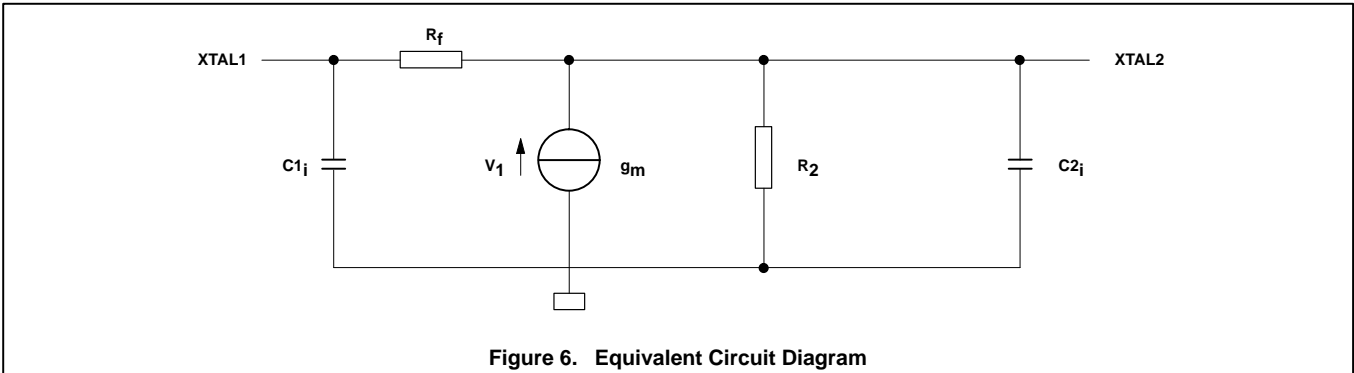 Rf
XTAL1
XTAL2
C1i
V1
gm
R2
C2i
Figure 6. Equivalent Circuit Diagram